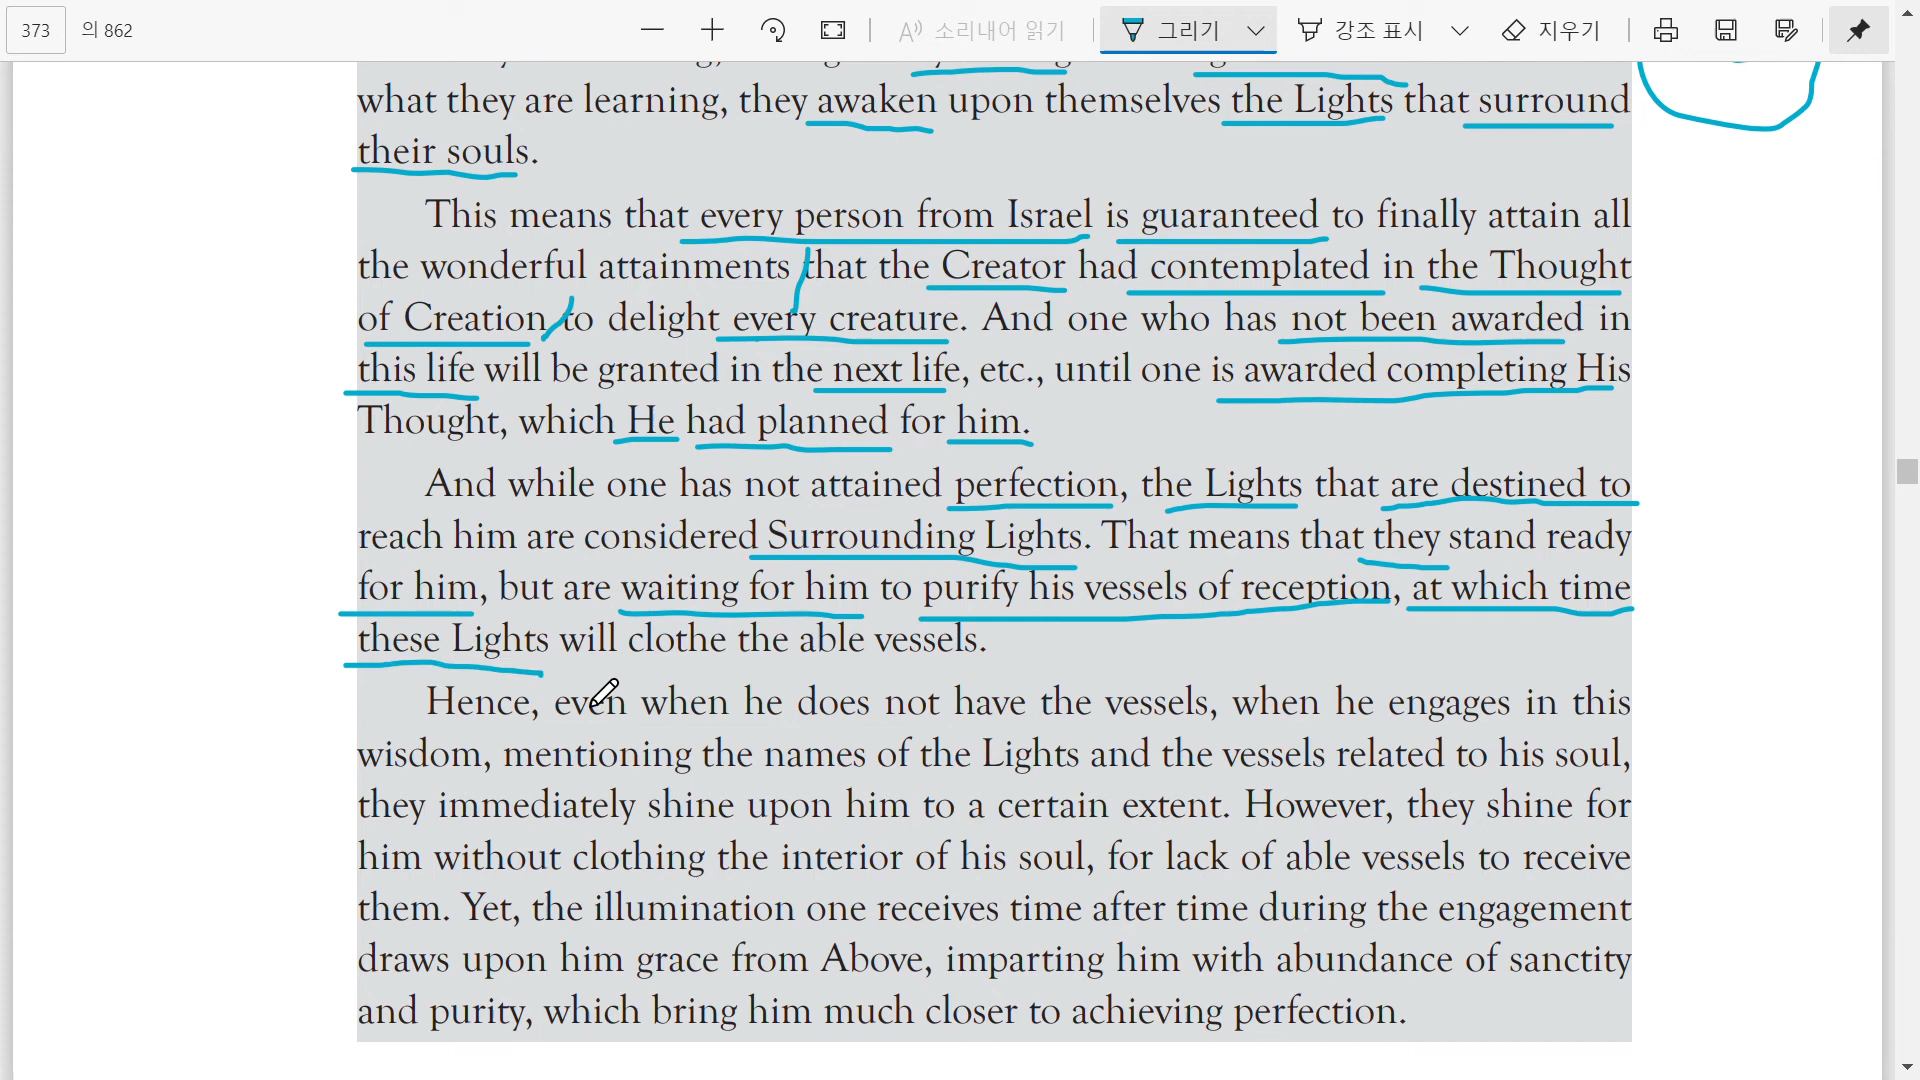 373 의 862 A 소리내어 읽기 그리기 강조 표시 지우기
what they are learning, they awaken upon themselves the Lights that surround
their souls.
This means that every person from Israel is guaranteed to finally attain all
the wonderful attainments that the Creator had contemplated in the Thought
of Creation to delight every creature. And one who has not been awarded in
this life will be granted in the next life, etc., until one is awarded completing His
Thought, which He had planned for him.
And while one has not attained perfection, the Lights that are destined to
reach him are considered Surrounding Lights. That means that they stand ready
for him, but are waiting for him to purify his vessels of reception, at which time
these Lights will clothe the able vessels.
Hence, even when he does not have the vessels, when he engages in this
wisdom, mentioning the names of the Lights and the vessels related to his soul,
they immediately shine upon him to a certain extent. However, they shine for
him without clothing the interior of his soul, for lack of able vessels to receive
them. Yet, the illumination one receives time after time during the engagement
draws upon him grace from Above, imparting him with abundance of sanctity
and purity, which bring him much closer to achieving perfection.